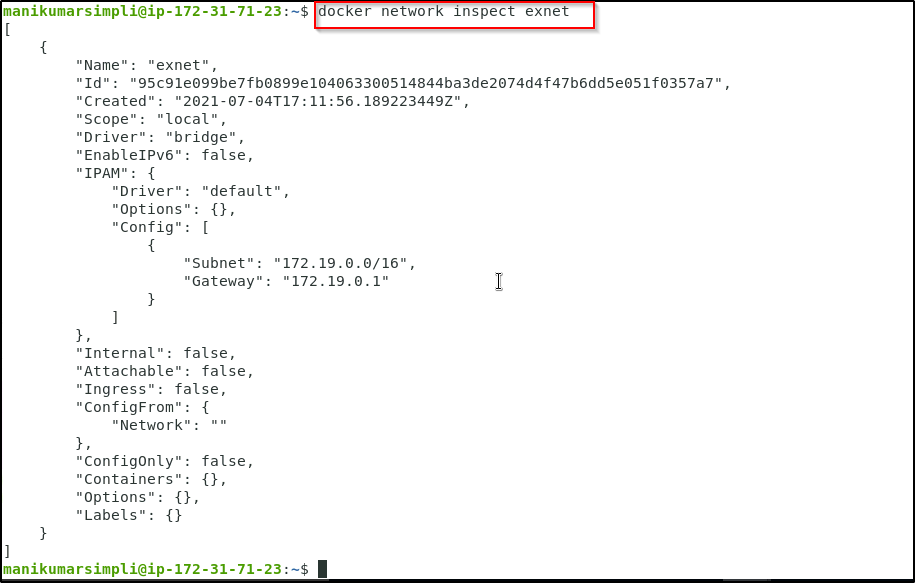 manikumarsimpli@ip-172-31-71-23:~$ docker network inspect exnet
[
    {
        "Name": "exnet",
        "Id": "95c91e099be7fb0899e104063300514844ba3de2074d4f47b6dd5e051f0357a7",
        "Created": "2021-07-04T17:11:56.189223449Z",
        "Scope": "local",
        "Driver": "bridge",
        "EnableIPv6": false,
        "IPAM": {
            "Driver": "default",
            "Options": {},
            "Config": [
                {
                    "Subnet": "172.19.0.0/16",
                    "Gateway": "172.19.0.1"
                }
            ]
        },
        "Internal": false,
        "Attachable": false,
        "Ingress": false,
        "ConfigFrom": {
            "Network": ""
        },
        "ConfigOnly": false,
        "Containers": {},
        "Options": {},
        "Labels": {}
    }
]
manikumarsimpli@ip-172-31-71-23:~$